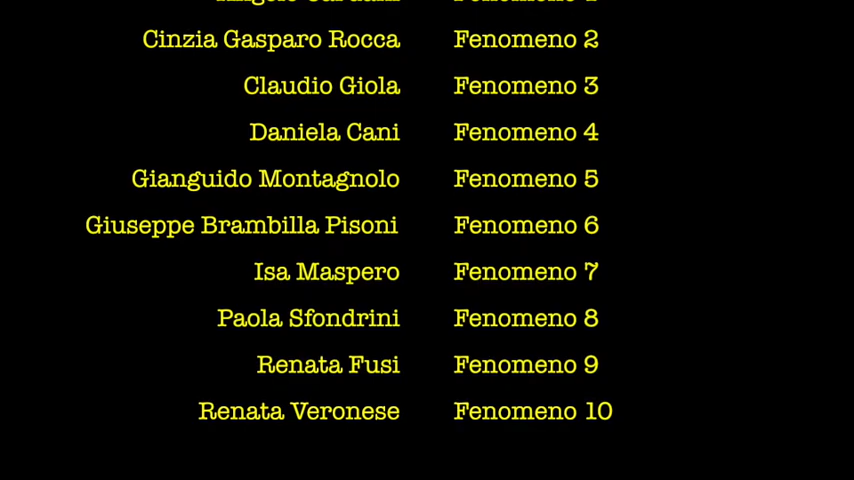 Cinzia Gasparo Rocca Fenomeno 2
Claudio Giola Fenomeno 3
Daniela Cani Fenomeno 4
Gianguido Montagnolo Fenomeno 5
Giuseppe Brambilla Pisoni Fenomeno 6
Isa Maspero Fenomeno 7
Paola Sfondrini Fenomeno 8
Renata Fusi Fenomeno 9
Renata Veronese Fenomeno 10